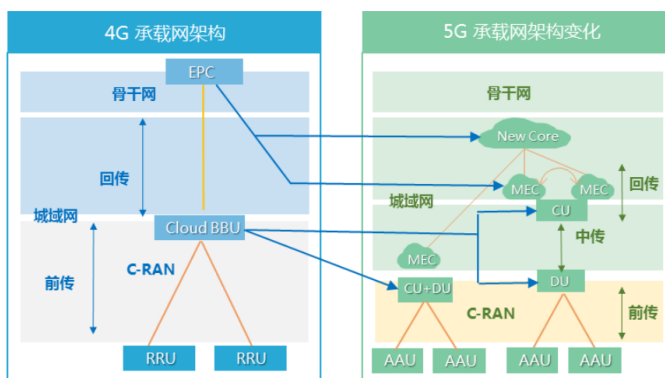 4G 承载网架构
EPC
骨干网
回传
城域网
Cloud BBU
C-RAN
前传
RRU
RRU
5G 承载网架构变化
骨干网
New Core
MEC
MEC
回传
城域网
CU
中传
MEC
CU+DU
DU
C-RAN
前传
AAU
AAU
AAU
AAU